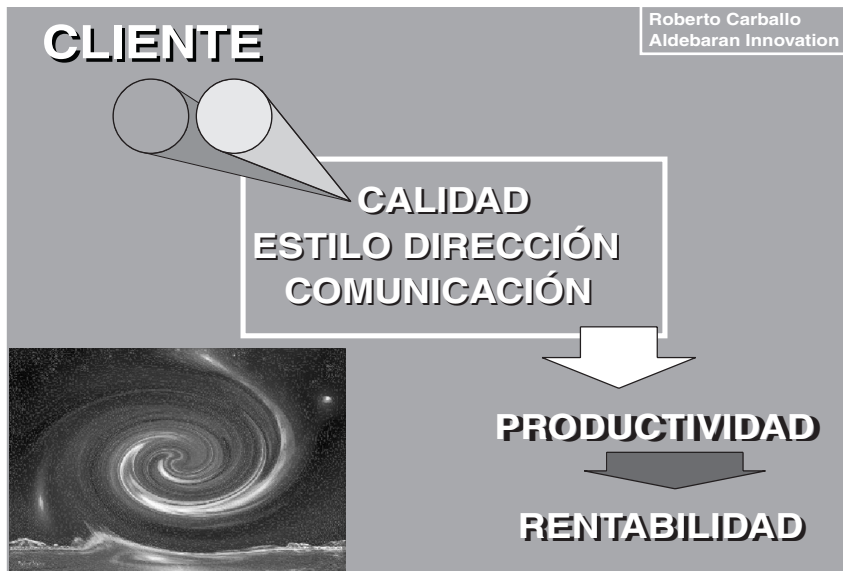 CLIENTE
Roberto Carballo
Aldebaran Innovation
CALIDAD
ESTILO DIRECCIÓN
COMUNICACIÓN
PRODUCTIVIDAD
RENTABILIDAD